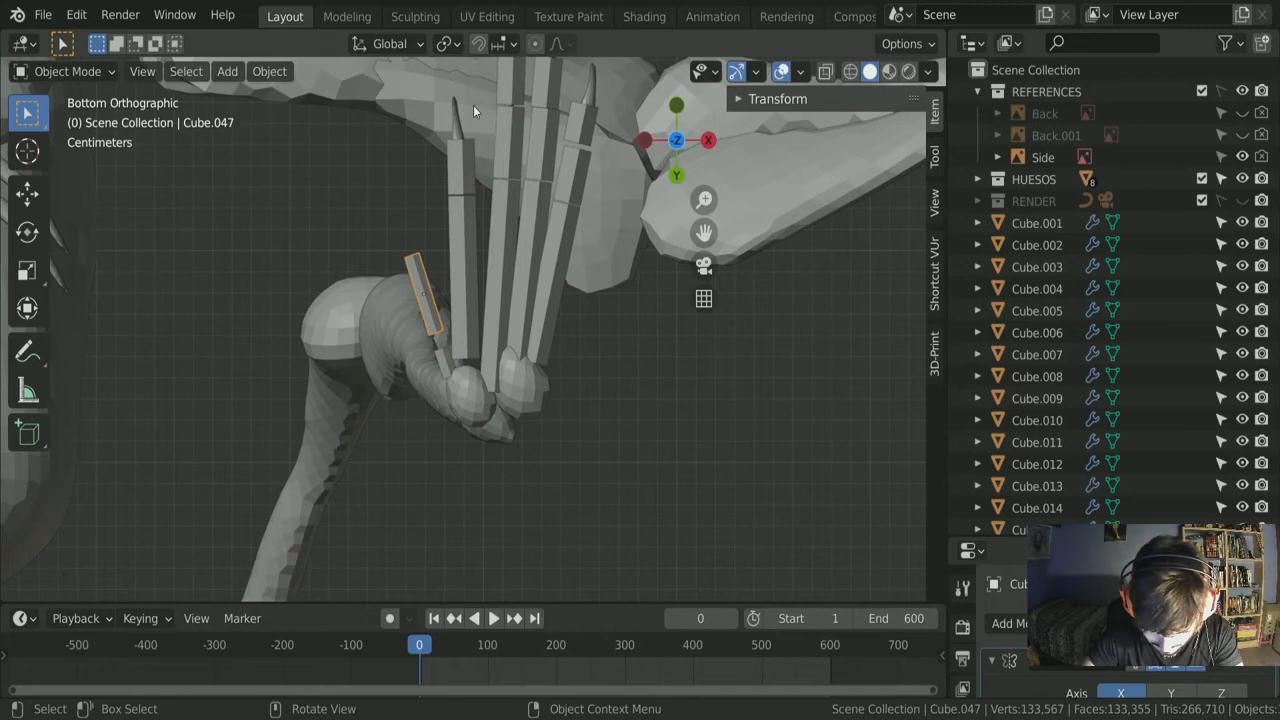 File Edit Render Window Help Layout Modeling Sculpting UV Editing Texture Paint Shading Animation Rendering Compos Scene View Layer
Global Options
Object Mode View Select Add Object
Bottom Orthographic
(0) Scene Collection | Cube.047
Centimeters
Transform
-Z X
Y
Item
Tool
View
Shortcut VUr
3D-Print
Scene Collection
REFERENCES
Back
Back.001
Side
HUESOS 8
RENDER
Cube.001
Cube.002
Cube.003
Cube.004
Cube.005
Cube.006
Cube.007
Cube.008
Cube.009
Cube.010
Cube.011
Cube.012
Cube.013
Cube.014
Cu
Cu
Add Mo
Axis X Y Z
Playback Keying View Marker 0 Start 1 End 600
-500 -400 -300 -200 -100 0 100 200 300 400 500 600 700
Select Box Select Rotate View Object Context Menu Scene Collection | Cube.047 | Verts:133,567 | Faces:133,355 | Tris:266,710 | Objects: